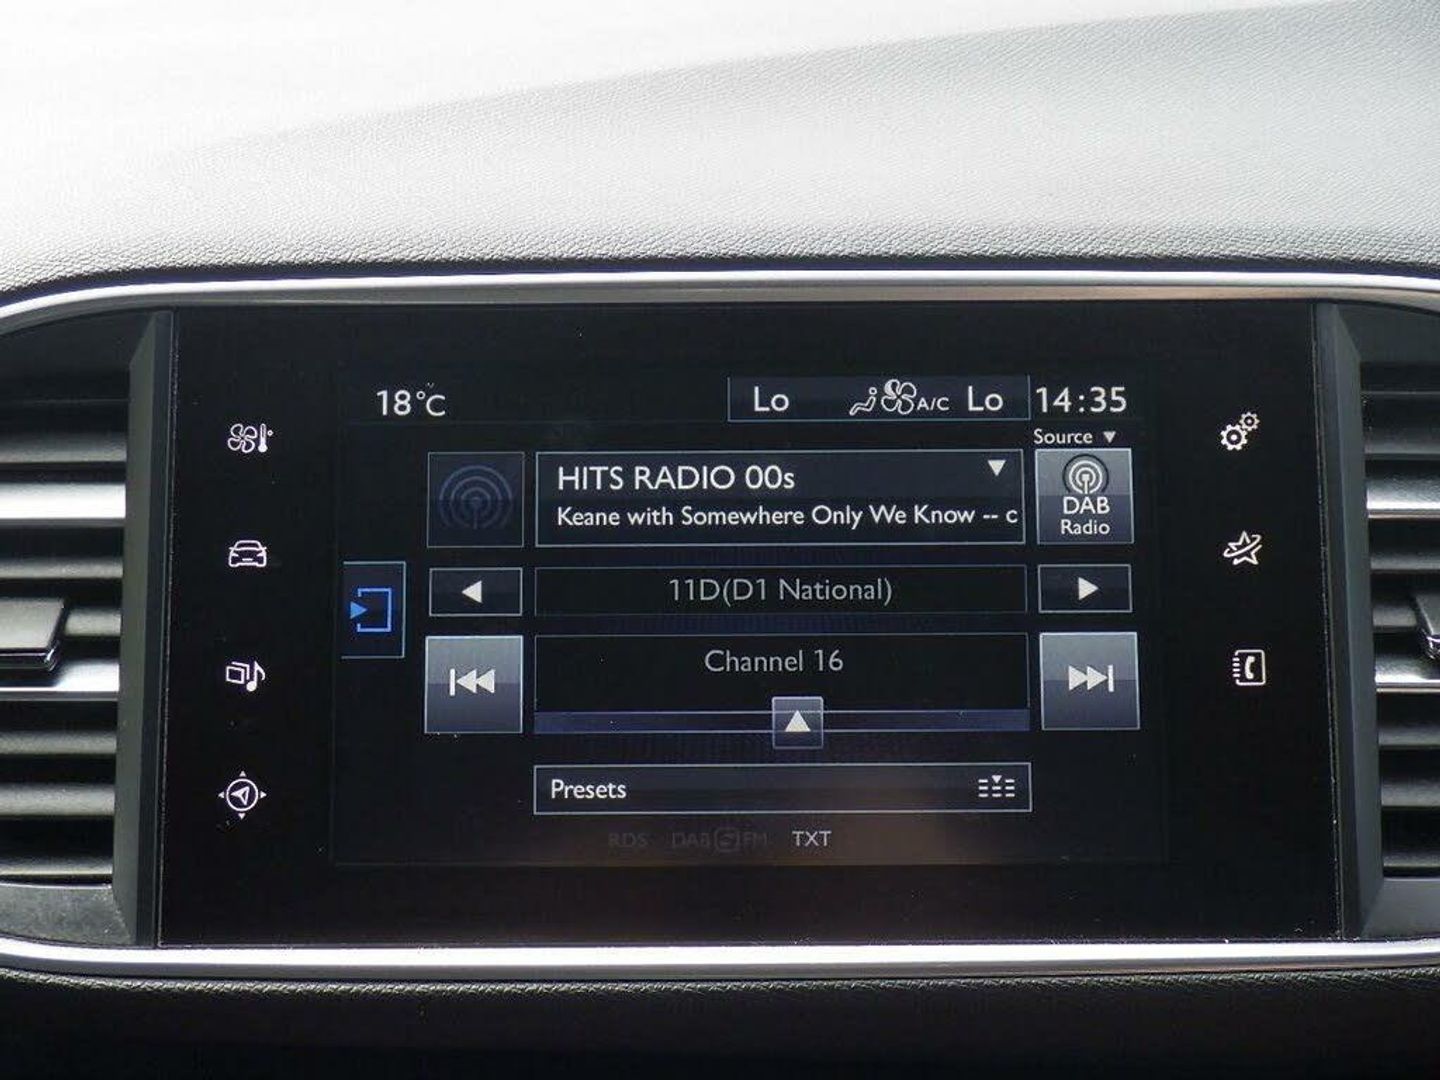 18°C Lo A/C Lo 14:35
Source
HITS RADIO 00s
Keane with Somewhere Only We Know -- c
DAB
Radio
11D(D1 National)
Channel 16
Presets
RDS DAB FM TXT